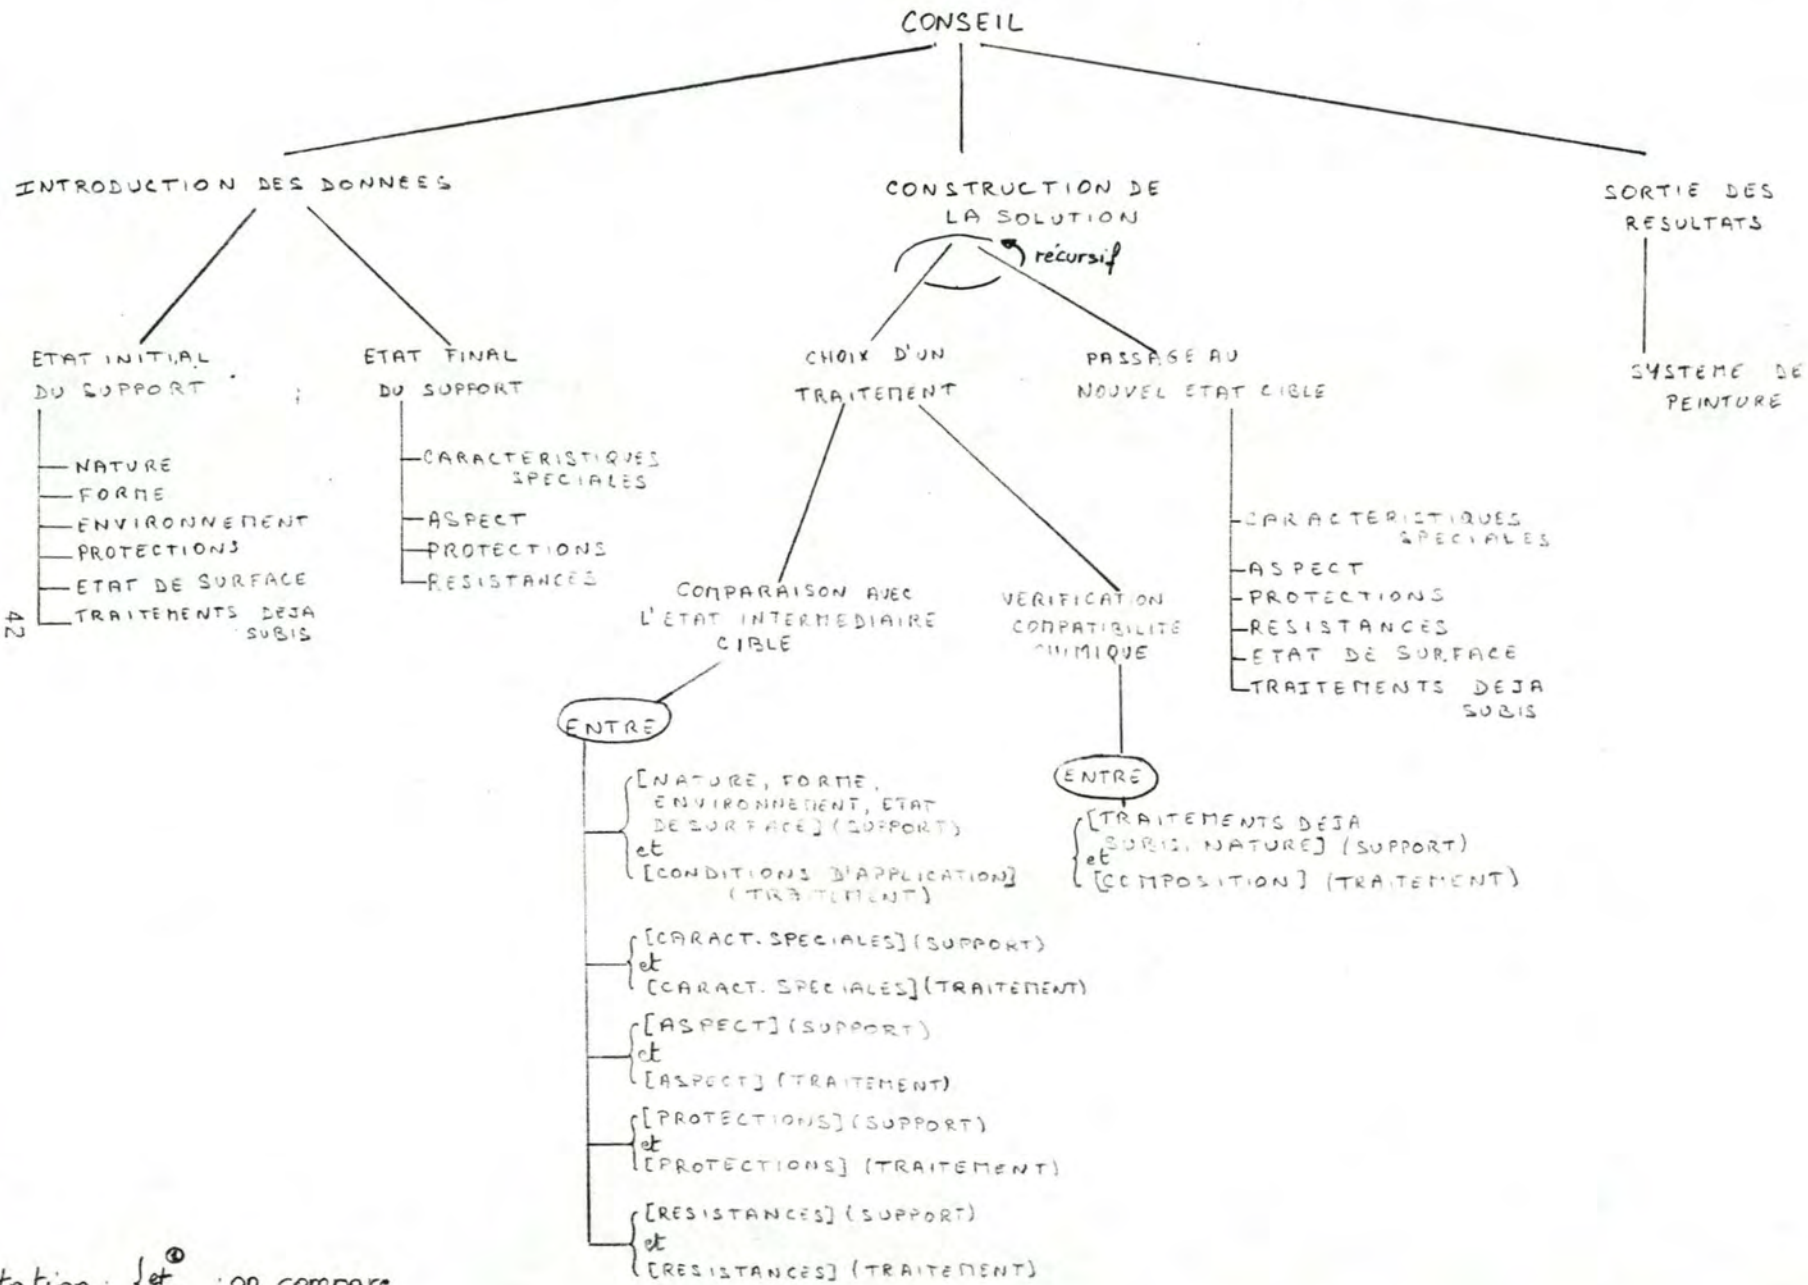 CONSEIL
INTRODUCTION DES DONNEES
CONSTRUCTION DE
LA SOLUTION
récursif
SORTIE DES
RESULTATS
ETAT INITIAL
DU SUPPORT
NATURE
FORME
ENVIRONNEMENT
PROTECTIONS
ETAT DE SURFACE
TRAITEMENTS DEJA
SUBIS
ETAT FINAL
DU SUPPORT
CARACTERISTIQUES
SPECIALES
ASPECT
PROTECTIONS
RESISTANCES
CHOIX D'UN
TRAITEMENT
PASSAGE AU
NOUVEL ETAT CIBLE
SYSTEME DE
PEINTURE
COMPARAISON AVEC
L'ETAT INTERMEDIAIRE
CIBLE
VERIFICATION
COMPATIBILITE
CHIMIQUE
CARACTERISTIQUES
SPECIALES
ASPECT
PROTECTIONS
RESISTANCES
ETAT DE SURFACE
TRAITEMENTS DEJA
SUBIS
ENTRE
[NATURE, FORME,
ENVIRONNEMENT, ETAT
DE SURFACE] (SUPPORT)
et
[CONDITIONS D'APPLICATION]
(TRAITEMENT)
[CARACT. SPECIALES] (SUPPORT)
et
[CARACT. SPECIALES] (TRAITEMENT)
[ASPECT] (SUPPORT)
et
[ASPECT] (TRAITEMENT)
[PROTECTIONS] (SUPPORT)
et
[PROTECTIONS] (TRAITEMENT)
[RESISTANCES] (SUPPORT)
et
[RESISTANCES] (TRAITEMENT)
ENTRE
[TRAITEMENTS DEJA
SUBIS, NATURE] (SUPPORT)
et
[COMPOSITION] (TRAITEMENT)
42
et : on compare